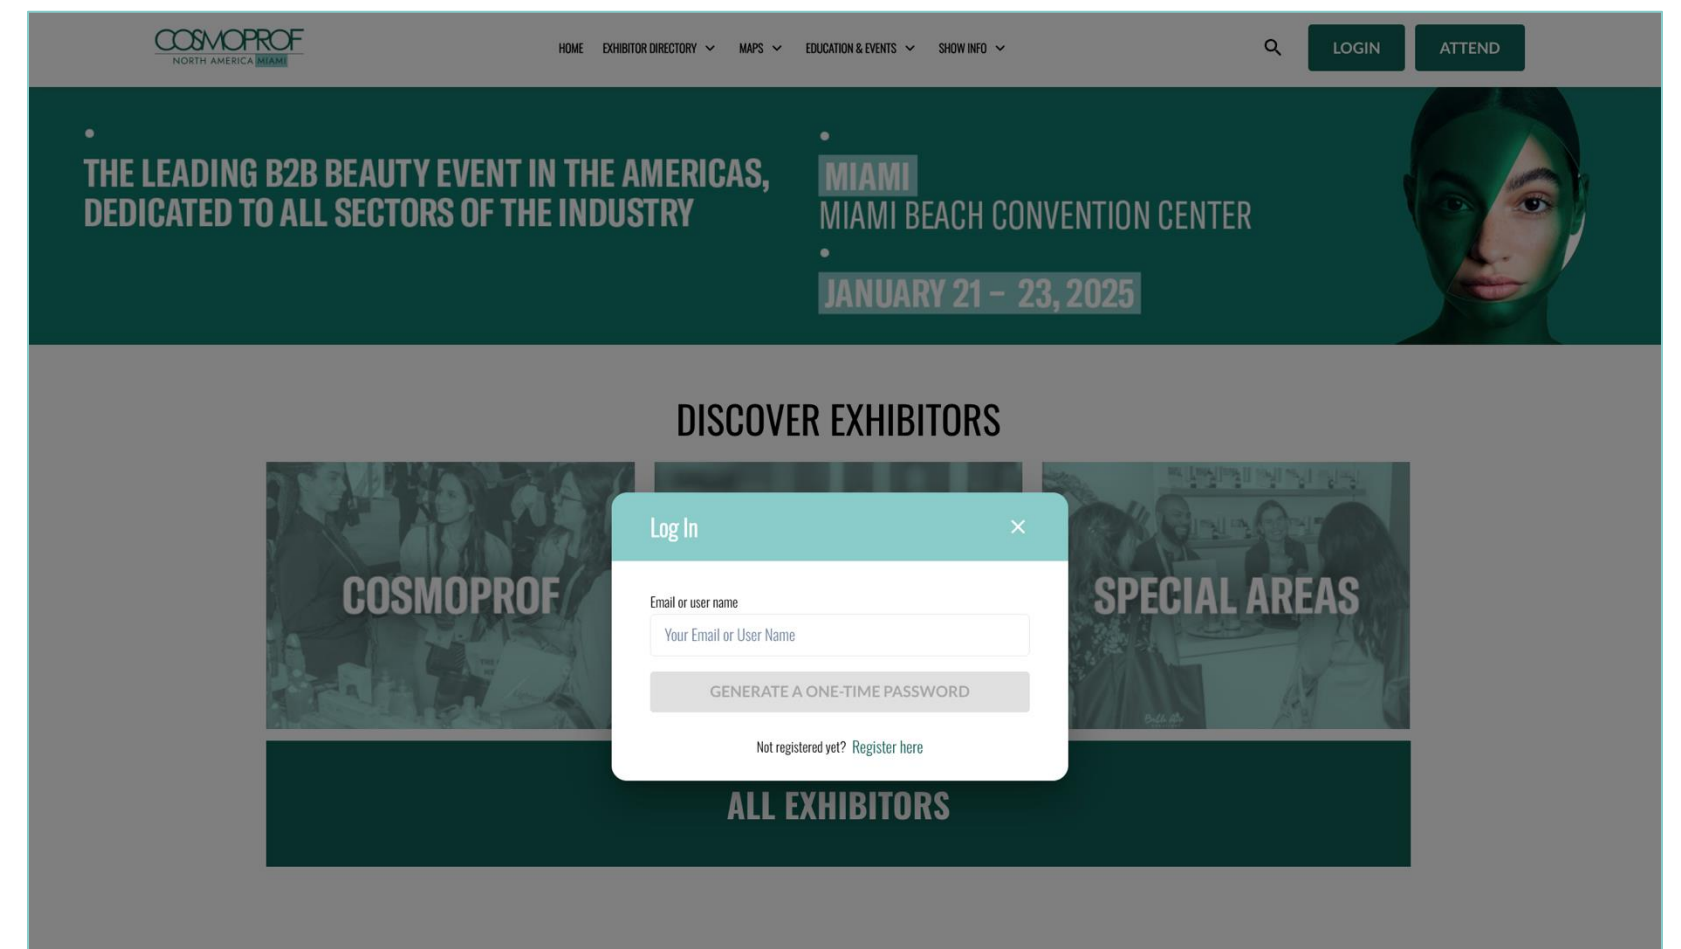 COSMOPROF
NORTH AMERICA MIAMI
HOME EXHIBITOR DIRECTORY MAPS EDUCATION & EVENTS SHOW INFO
LOGIN ATTEND
THE LEADING B2B BEAUTY EVENT IN THE AMERICAS,
DEDICATED TO ALL SECTORS OF THE INDUSTRY
MIAMI
MIAMI BEACH CONVENTION CENTER
JANUARY 21 – 23, 2025
DISCOVER EXHIBITORS
COSMOPROF
SPECIAL AREAS
Log In
Email or user name
Your Email or User Name
GENERATE A ONE-TIME PASSWORD
Not registered yet? Register here
ALL EXHIBITORS